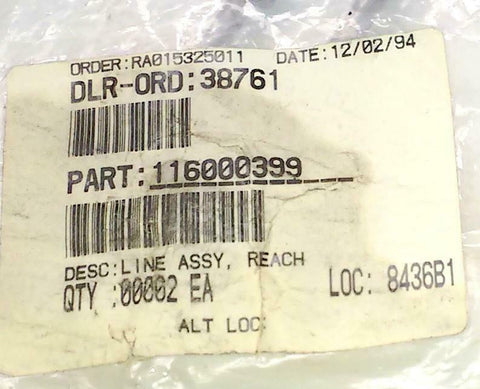 ORDER:RA015325011 DATE:12/02/94
DLR-ORD:38761
PART:116000399
DESC:LINE ASSY, REACH
QTY :00002 EA LOC: 8436B1
ALT LOC: